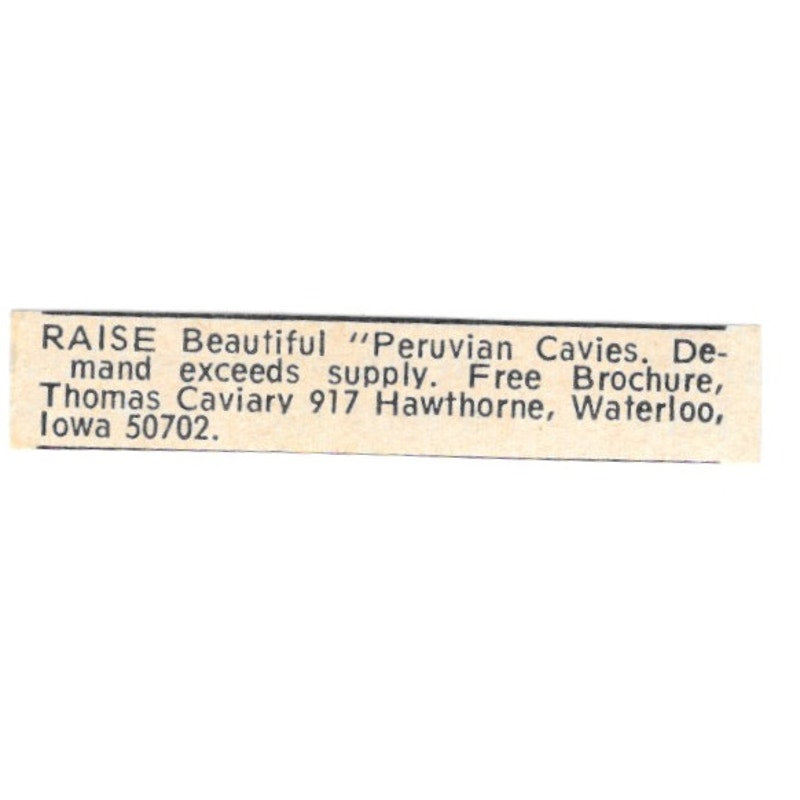 RAISE Beautiful "Peruvian Cavies. De-
mand exceeds supply. Free Brochure,
Thomas Caviary 917 Hawthorne, Waterloo,
Iowa 50702.